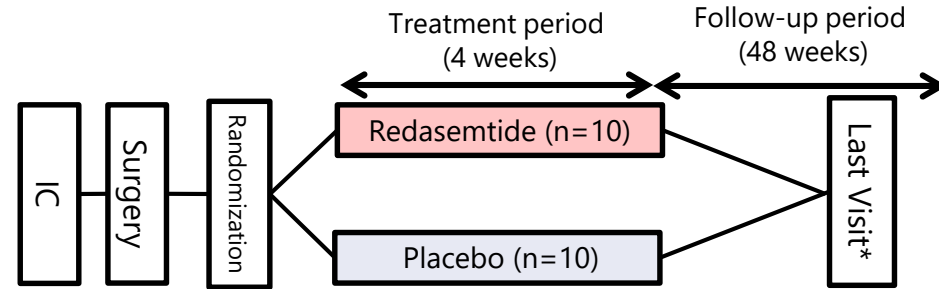 Treatment period
(4 weeks)
Follow-up period
(48 weeks)
IC
Surgery
Randomization
Redasemtide (n=10)
Placebo (n=10)
Last Visit*